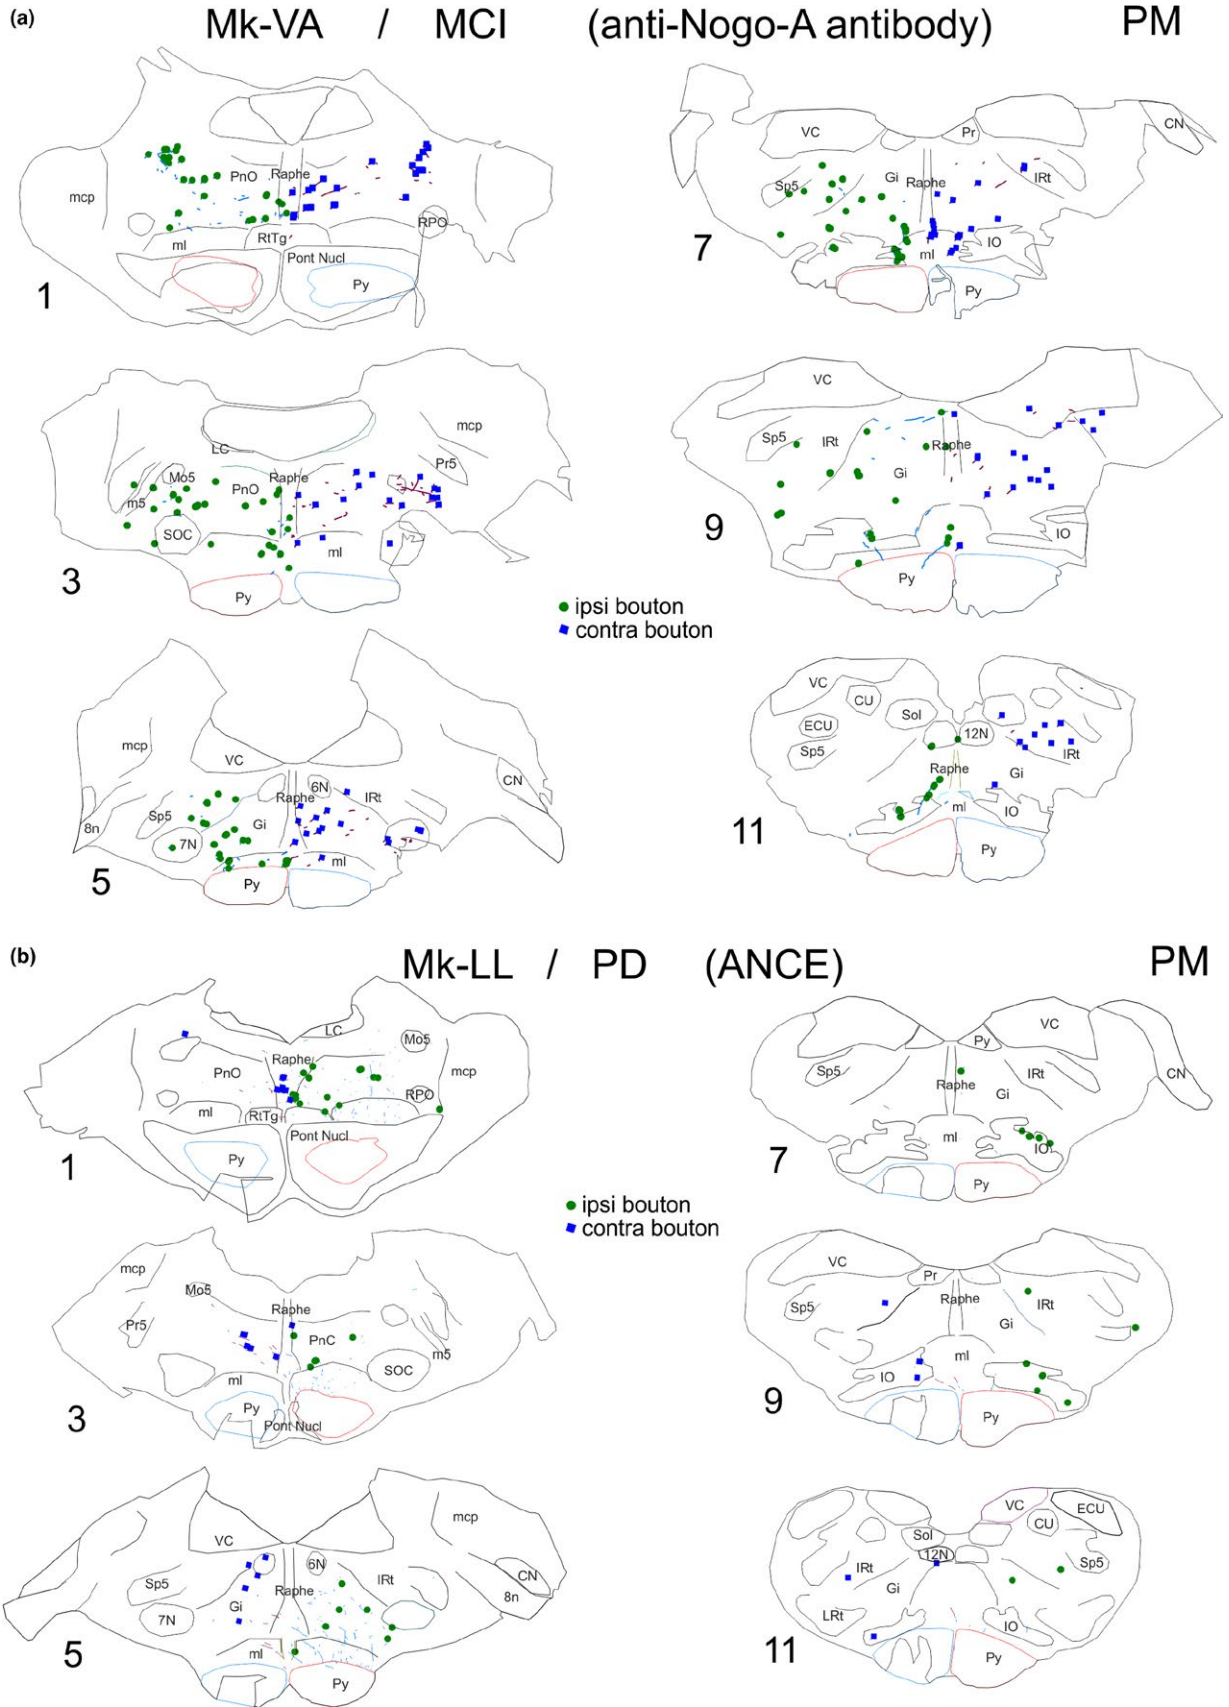 (a)
Mk-VA / MCI (anti-Nogo-A antibody) PM
mcp
PnO
Raphe
RPO
ml
RtTg
Pont Nucl
Py
1
VC
Pr
CN
Sp5
Gi
Raphe
IRt
IO
ml
Py
7
LC
mcp
Mo5
PnO
Raphe
Pr5
m5
SOC
ml
Py
3
VC
Sp5
IRt
Raphe
Gi
IO
Py
9
ipsi bouton
contra bouton
mcp
VC
CN
Raphe
6N
IRt
Sp5
8n
7N
Gi
ml
Py
5
VC
CU
Sol
ECU
12N
Sp5
IRt
Raphe
Gi
ml
IO
Py
11
(b)
Mk-LL / PD (ANCE) PM
LC
Mo5
Raphe
PnO
mcp
RPO
ml
RtTg
Pont Nucl
Py
1
VC
Py
Sp5
Raphe
IRt
CN
Gi
ml
IO
Py
7
ipsi bouton
contra bouton
mcp
Mo5
Raphe
Pr5
PnC
m5
SOC
ml
Py
Pont Nucl
3
VC
Pr
Sp5
Raphe
IRt
Gi
ml
IO
Py
9
mcp
VC
6N
CN
Sp5
Raphe
IRt
8n
Gi
7N
ml
Py
5
VC
ECU
CU
Sol
12N
Sp5
IRt
Gi
LRt
IO
Py
11